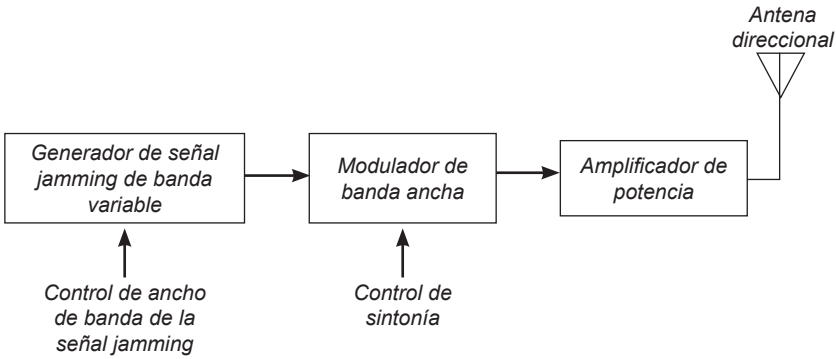 Antena
direccional
Generador de señal
jamming de banda
variable
Modulador de
banda ancha
Amplificador de
potencia
Control de ancho
de banda de la
señal jamming
Control de
sintonía